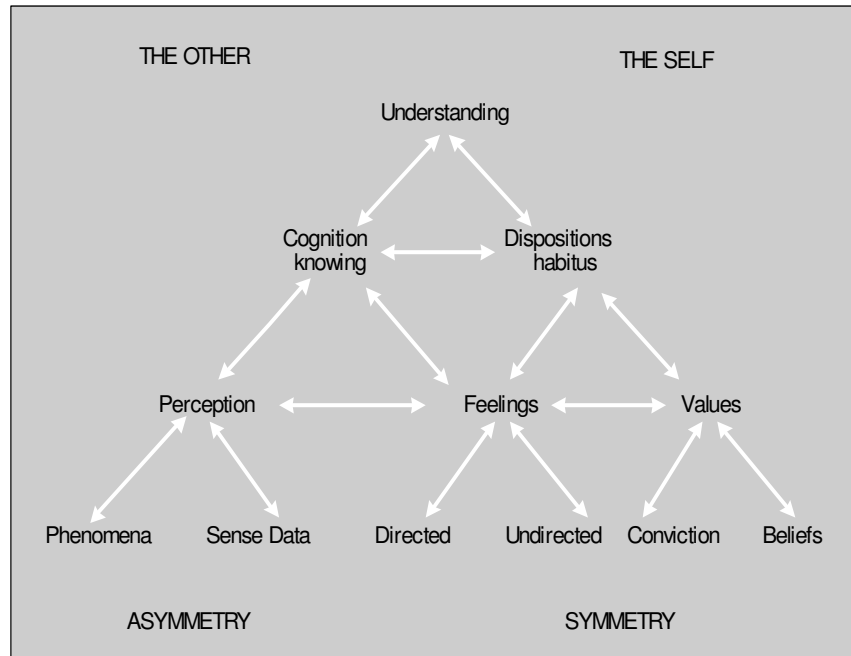 THE OTHER
THE SELF
Understanding
Cognition
knowing
Dispositions
habitus
Perception
Feelings
Values
Phenomena
Sense Data
Directed
Undirected
Conviction
Beliefs
ASYMMETRY
SYMMETRY